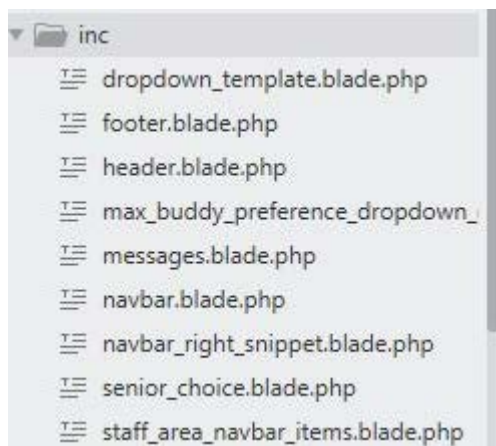 inc
dropdown_template.blade.php
footer.blade.php
header.blade.php
max_buddy_preference_dropdown_
messages.blade.php
navbar.blade.php
navbar_right_snippet.blade.php
senior_choice.blade.php
staff_area_navbar_items.blade.php